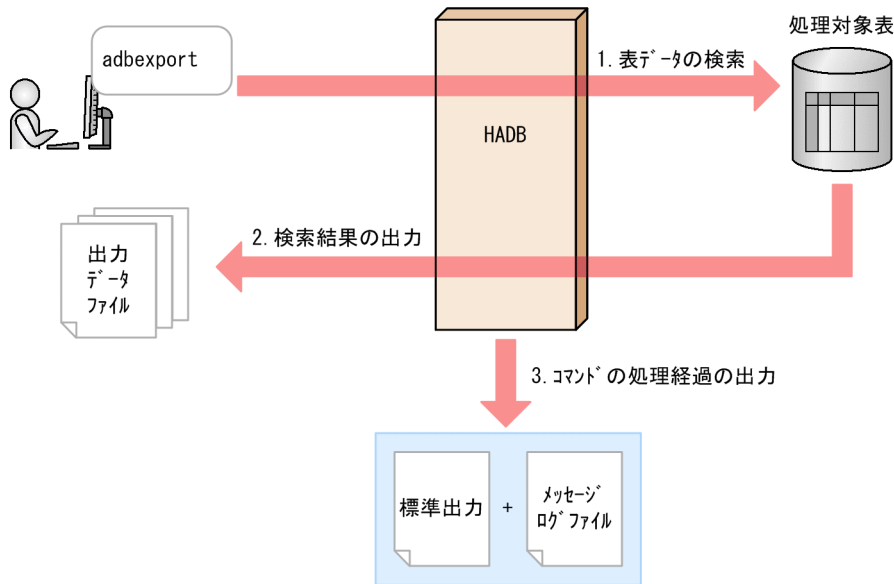 処理対象表
adbexport
1.表ﾃﾞｰﾀの検索
HADB
2.検索結果の出力
出力
ﾃﾞｰﾀ
ﾌｧｲﾙ
3.ｺﾏﾝﾄﾞの処理経過の出力
標準出力
+
ﾒｯｾｰｼﾞ
ﾛｸﾞﾌｧｲﾙ